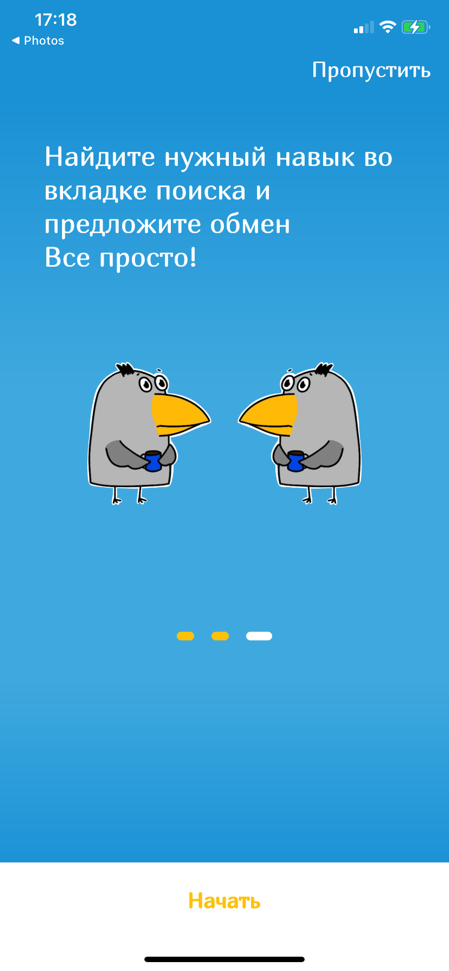 17:18
◀ Photos
Пропустить
Найдите нужный навык во
вкладке поиска и
предложите обмен
Все просто!
Начать